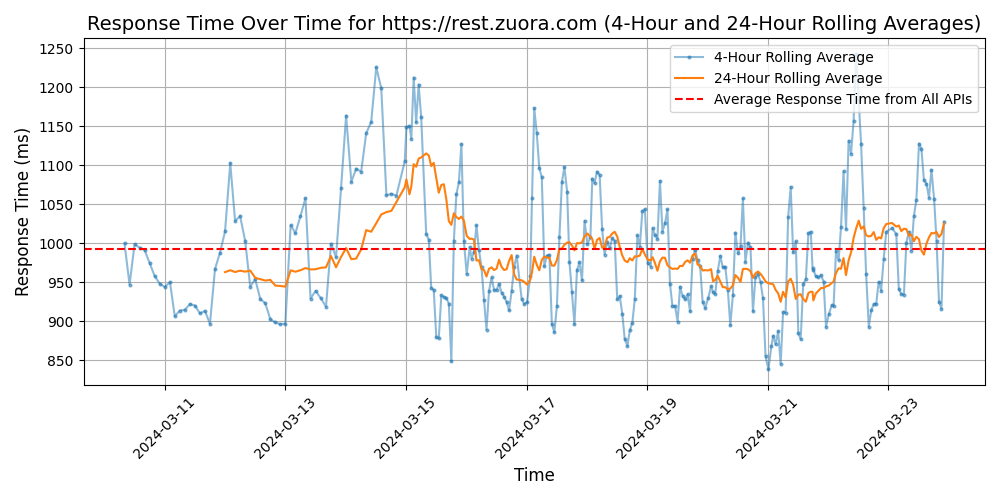 Response Time Over Time for https://rest.zuora.com (4-Hour and 24-Hour Rolling Averages)
4-Hour Rolling Average
24-Hour Rolling Average
Average Response Time from All APIs
Response Time (ms)
1250
1200
1150
1100
1050
1000
950
900
850
2024-03-11
2024-03-13
2024-03-15
2024-03-17
2024-03-19
2024-03-21
2024-03-23
Time